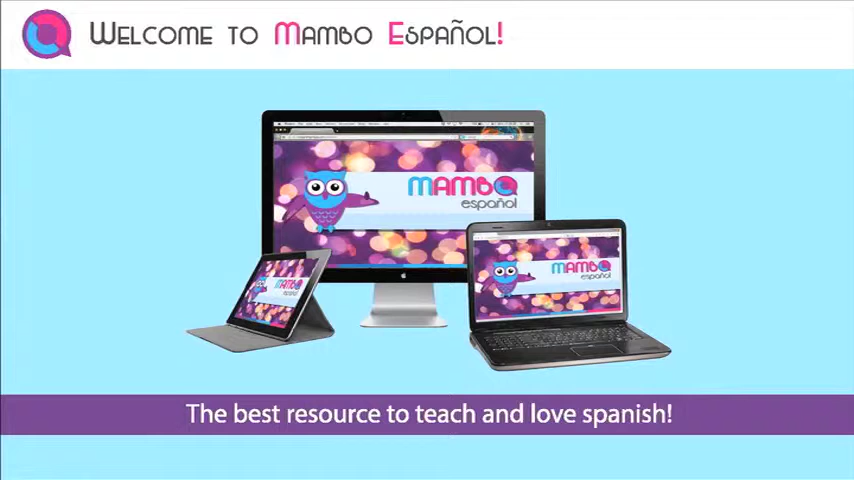 Welcome to Mambo Español!
mambo
español
mambo
español
mambo
español
The best resource to teach and love spanish!